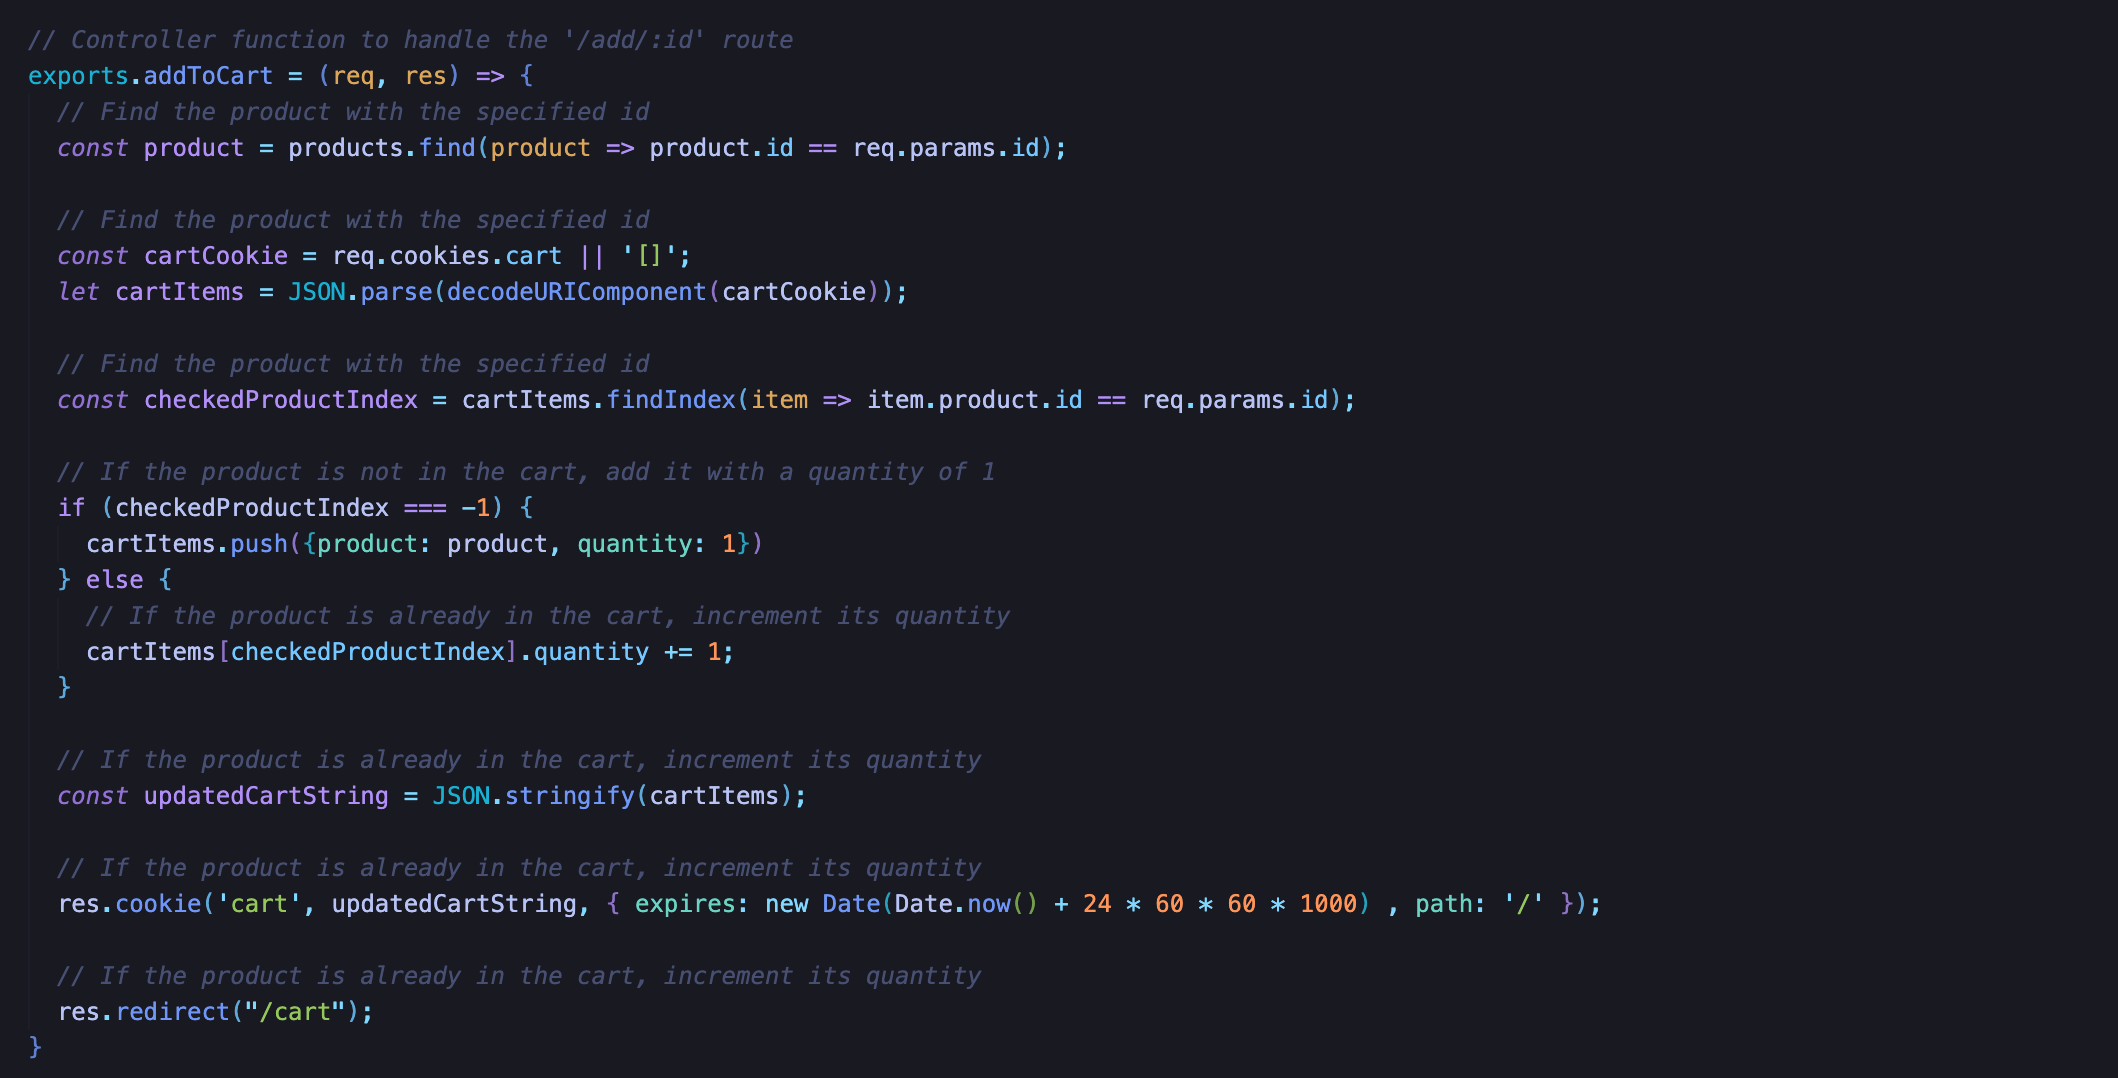 // Controller function to handle the '/add/:id' route
exports.addToCart = (req, res) => {
  // Find the product with the specified id
  const product = products.find(product => product.id == req.params.id);

  // Find the product with the specified id
  const cartCookie = req.cookies.cart || '[]';
  let cartItems = JSON.parse(decodeURIComponent(cartCookie));

  // Find the product with the specified id
  const checkedProductIndex = cartItems.findIndex(item => item.product.id == req.params.id);

  // If the product is not in the cart, add it with a quantity of 1
  if (checkedProductIndex === -1) {
    cartItems.push({product: product, quantity: 1})
  } else {
    // If the product is already in the cart, increment its quantity
    cartItems[checkedProductIndex].quantity += 1;
  }

  // If the product is already in the cart, increment its quantity
  const updatedCartString = JSON.stringify(cartItems);

  // If the product is already in the cart, increment its quantity
  res.cookie('cart', updatedCartString, { expires: new Date(Date.now() + 24 * 60 * 60 * 1000) , path: '/' });

  // If the product is already in the cart, increment its quantity
  res.redirect("/cart");
}